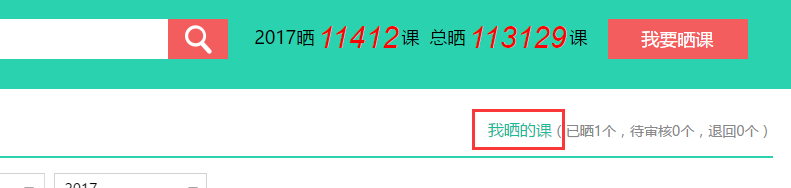 2017晒 11412 课 总晒 113129 课 我要晒课
我晒的课（已晒1个，待审核0个，退回0个）
2017